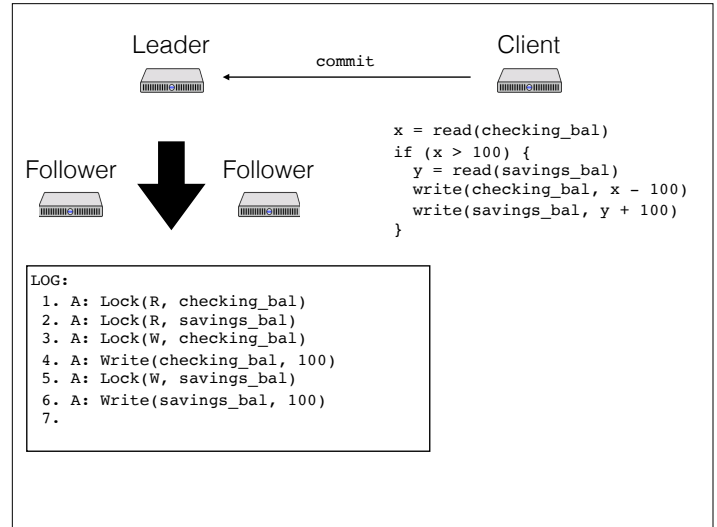 Leader
Client
commit
Follower
Follower
x = read(checking_bal)
if (x > 100) {
  y = read(savings_bal)
  write(checking_bal, x - 100)
  write(savings_bal, y + 100)
}
LOG:
1. A: Lock(R, checking_bal)
2. A: Lock(R, savings_bal)
3. A: Lock(W, checking_bal)
4. A: Write(checking_bal, 100)
5. A: Lock(W, savings_bal)
6. A: Write(savings_bal, 100)
7.